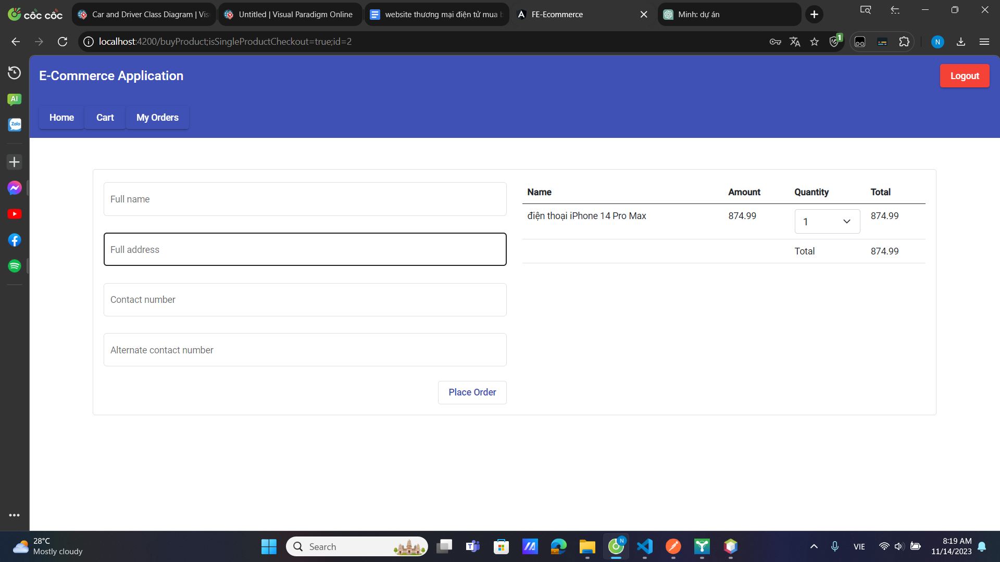 cốc cốc
Car and Driver Class Diagram | Vis
Untitled | Visual Paradigm Online
website thương mại điện tử mua b
FE-Ecommerce
Minh: dự án
localhost:4200/buyProduct;isSingleProductCheckout=true;id=2
1
N
E-Commerce Application
Logout
AI
Zalo
Home
Cart
My Orders
Full name
Full address
Contact number
Alternate contact number
Place Order
Name Amount Quantity Total
điện thoại iPhone 14 Pro Max 874.99 1 874.99
Total 874.99
28°C
Mostly cloudy
Search
N
VIE
8:19 AM
11/14/2023